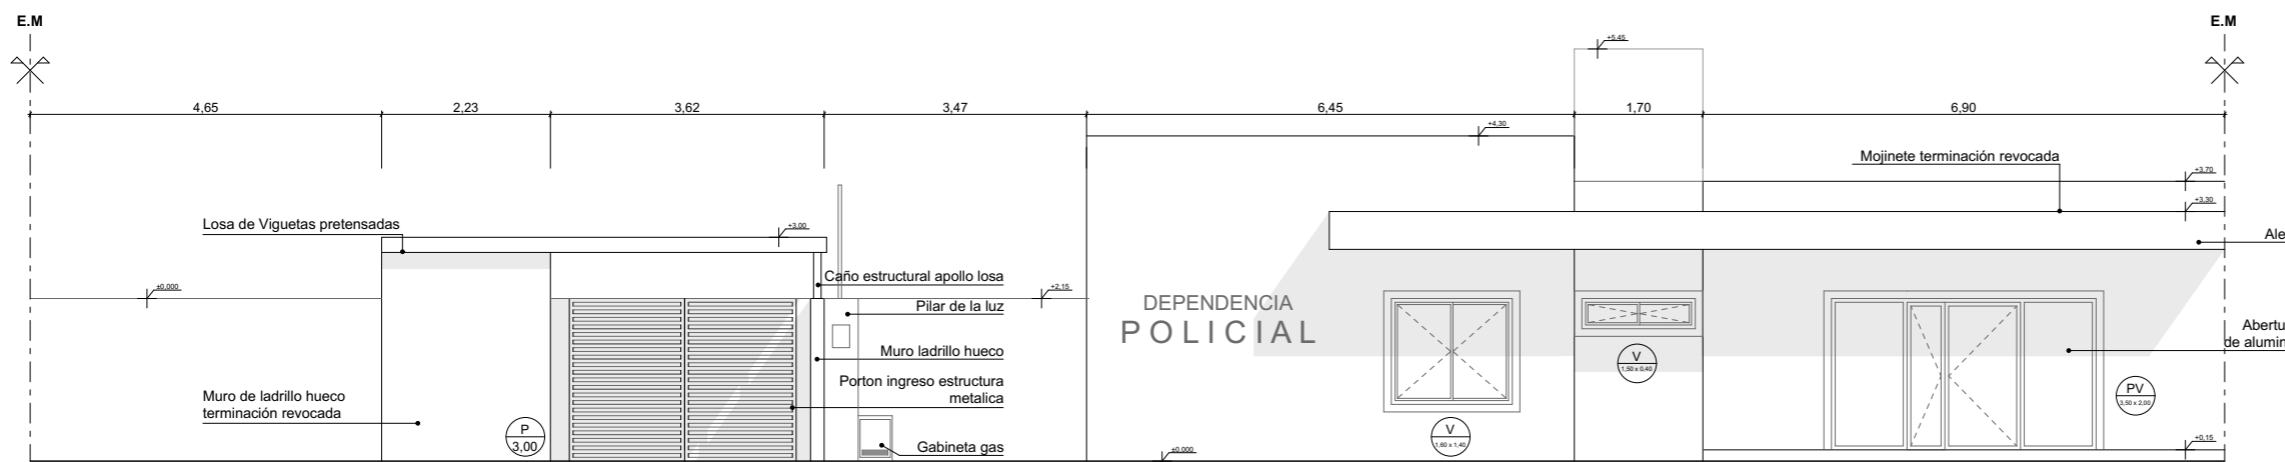 E.M
E.M
+5,45
4,65
2,23
3,62
3,47
6,45
1,70
6,90
+4,30
Mojinete terminación revocada
+3,70
+3,30
Losa de Viguetas pretensadas
+3,00
Ale
Caño estructural apollo losa
±0,000
+2,15
DEPENDENCIA
POLICIAL
Pilar de la luz
Abertu
de alumin
Muro ladrillo hueco
V
1,50 x 0,40
Porton ingreso estructura
metalica
Muro de ladrillo hueco
terminación revocada
PV
3,50 x 2,00
P
3,00
V
1,60 x 1,40
Gabineta gas
+0,15
±0,000